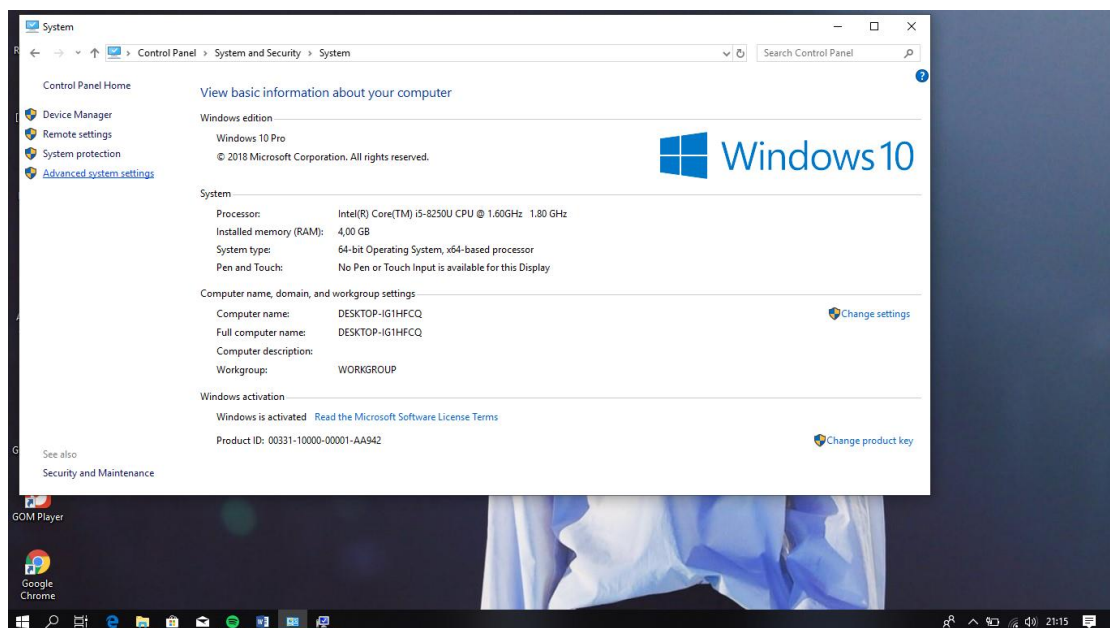 System
Control Panel > System and Security > System
Search Control Panel
Control Panel Home
Device Manager
Remote settings
System protection
Advanced system settings
See also
Security and Maintenance
View basic information about your computer
Windows edition
Windows 10 Pro
© 2018 Microsoft Corporation. All rights reserved.
Windows 10
System
Processor: Intel(R) Core(TM) i5-8250U CPU @ 1.60GHz 1.80 GHz
Installed memory (RAM): 4,00 GB
System type: 64-bit Operating System, x64-based processor
Pen and Touch: No Pen or Touch Input is available for this Display
Computer name, domain, and workgroup settings
Computer name: DESKTOP-IG1HFCQ
Change settings
Full computer name: DESKTOP-IG1HFCQ
Computer description:
Workgroup: WORKGROUP
Windows activation
Windows is activated Read the Microsoft Software License Terms
Product ID: 00331-10000-00001-AA942
Change product key
GOM Player
Google
Chrome
21:15